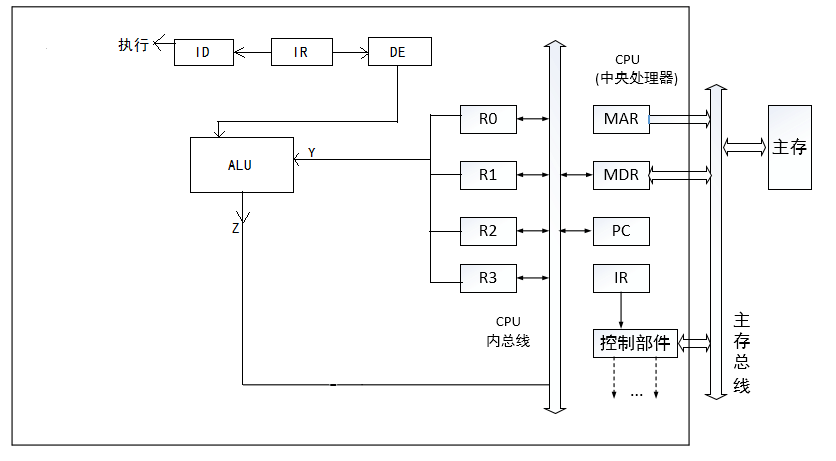 执行
ID
IR
DE
CPU
(中央处理器)
R0
MAR
主存
ALU
Y
R1
MDR
Z
R2
PC
R3
IR
CPU
内总线
控制部件
...
主存总线